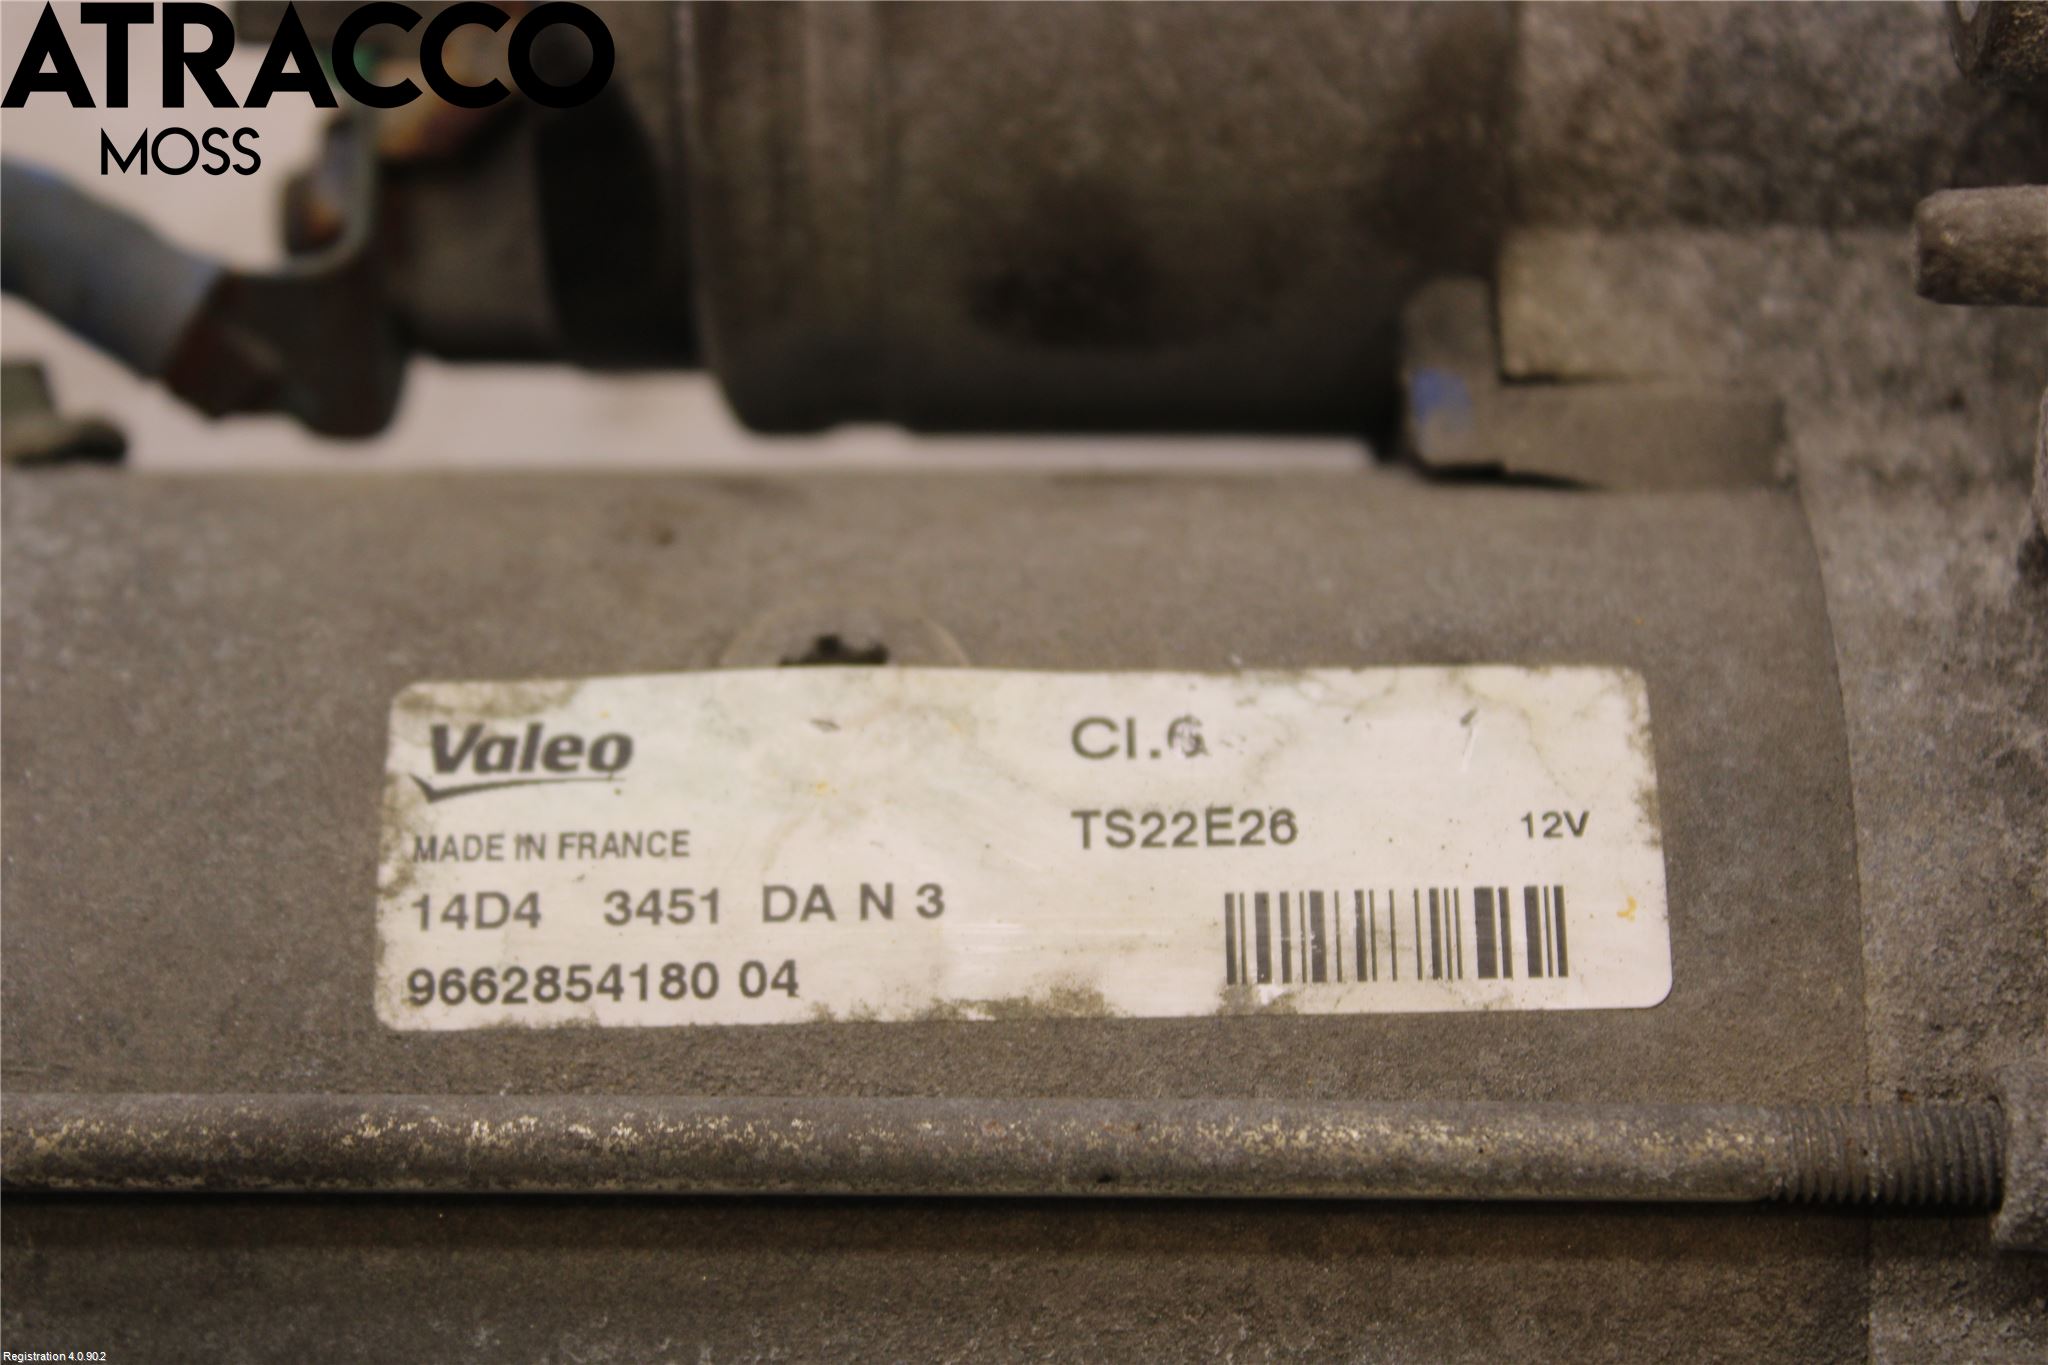 ATRACCO
MOSS
Valeo
CI.6
MADE IN FRANCE
TS22E26 12V
14D4 3451 DA N 3
9662854180 04
Registration 4.0.90.2